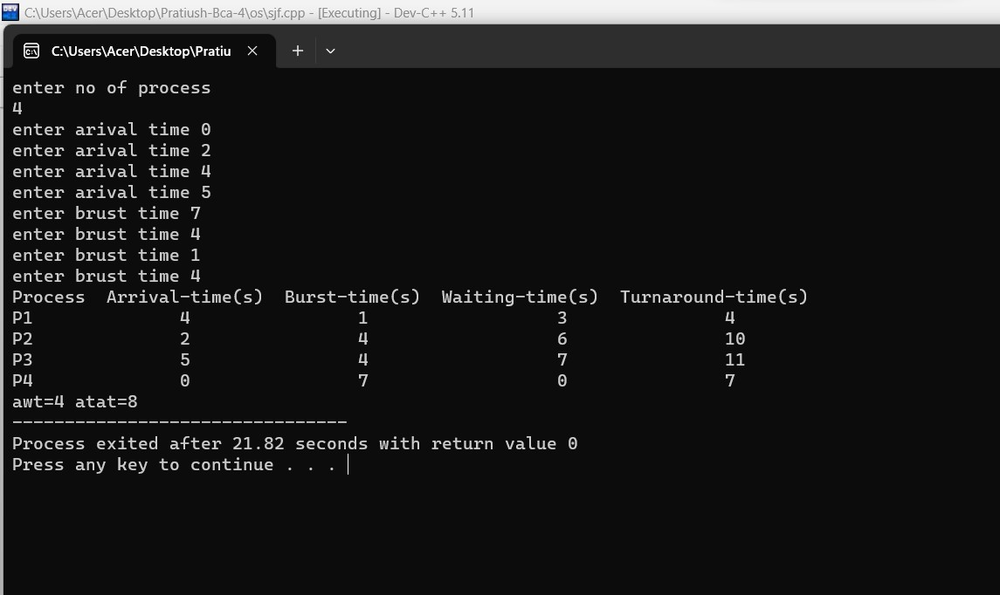 C:\Users\Acer\Desktop\Pratiush-Bca-4\os\sjf.cpp - [Executing] - Dev-C++ 5.11
C:\Users\Acer\Desktop\Pratiu
enter no of process
4
enter arival time 0
enter arival time 2
enter arival time 4
enter arival time 5
enter brust time 7
enter brust time 4
enter brust time 1
enter brust time 4
Process  Arrival-time(s)  Burst-time(s)  Waiting-time(s)  Turnaround-time(s)
P1              4                1                  3               4
P2              2                4                  6               10
P3              5                4                  7               11
P4              0                7                  0               7
awt=4 atat=8
--------------------------------
Process exited after 21.82 seconds with return value 0
Press any key to continue . . .